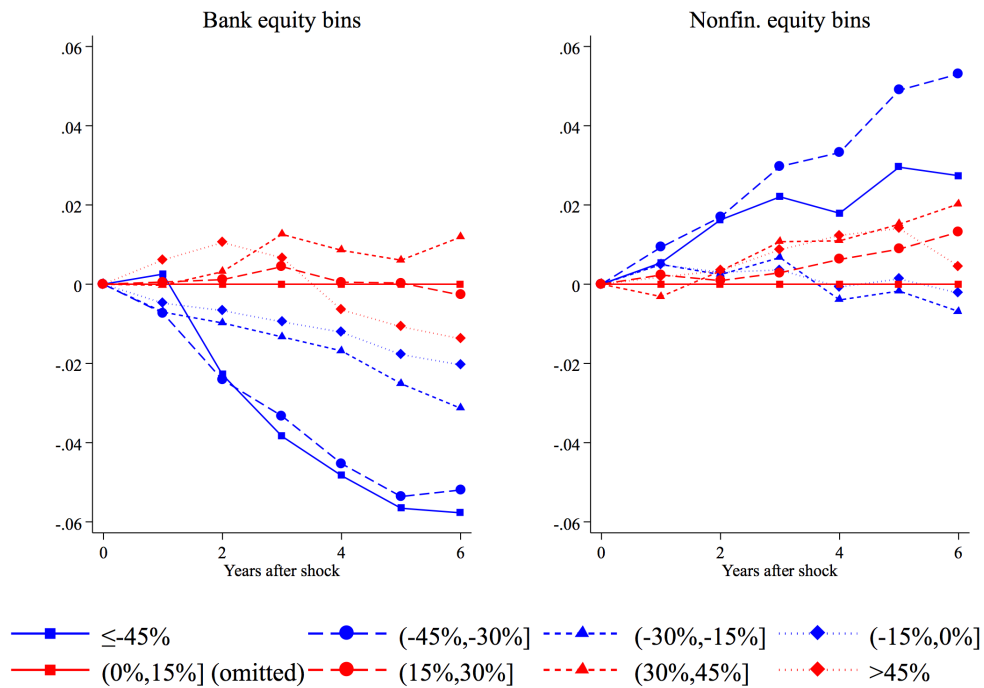 Bank equity bins
Nonfin. equity bins
.06
.04
.02
0
-.02
-.04
-.06
0 2 4 6
Years after shock
.06
.04
.02
0
-.02
-.04
-.06
0 2 4 6
Years after shock
≤-45% (-45%,-30%] (-30%,-15%] (-15%,0%]
(0%,15%] (omitted) (15%,30%] (30%,45%] >45%